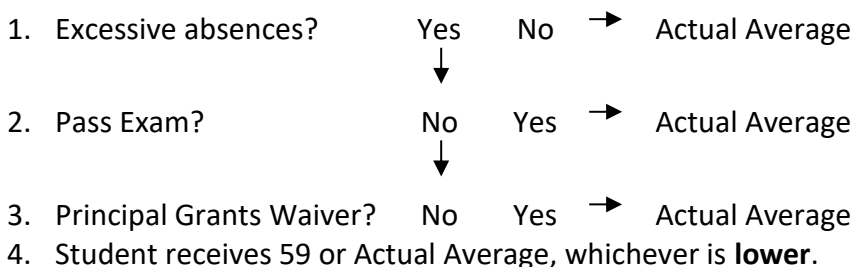 1. Excessive absences? Yes No → Actual Average
↓
2. Pass Exam? No Yes → Actual Average
↓
3. Principal Grants Waiver? No Yes → Actual Average
4. Student receives 59 or Actual Average, whichever is lower.